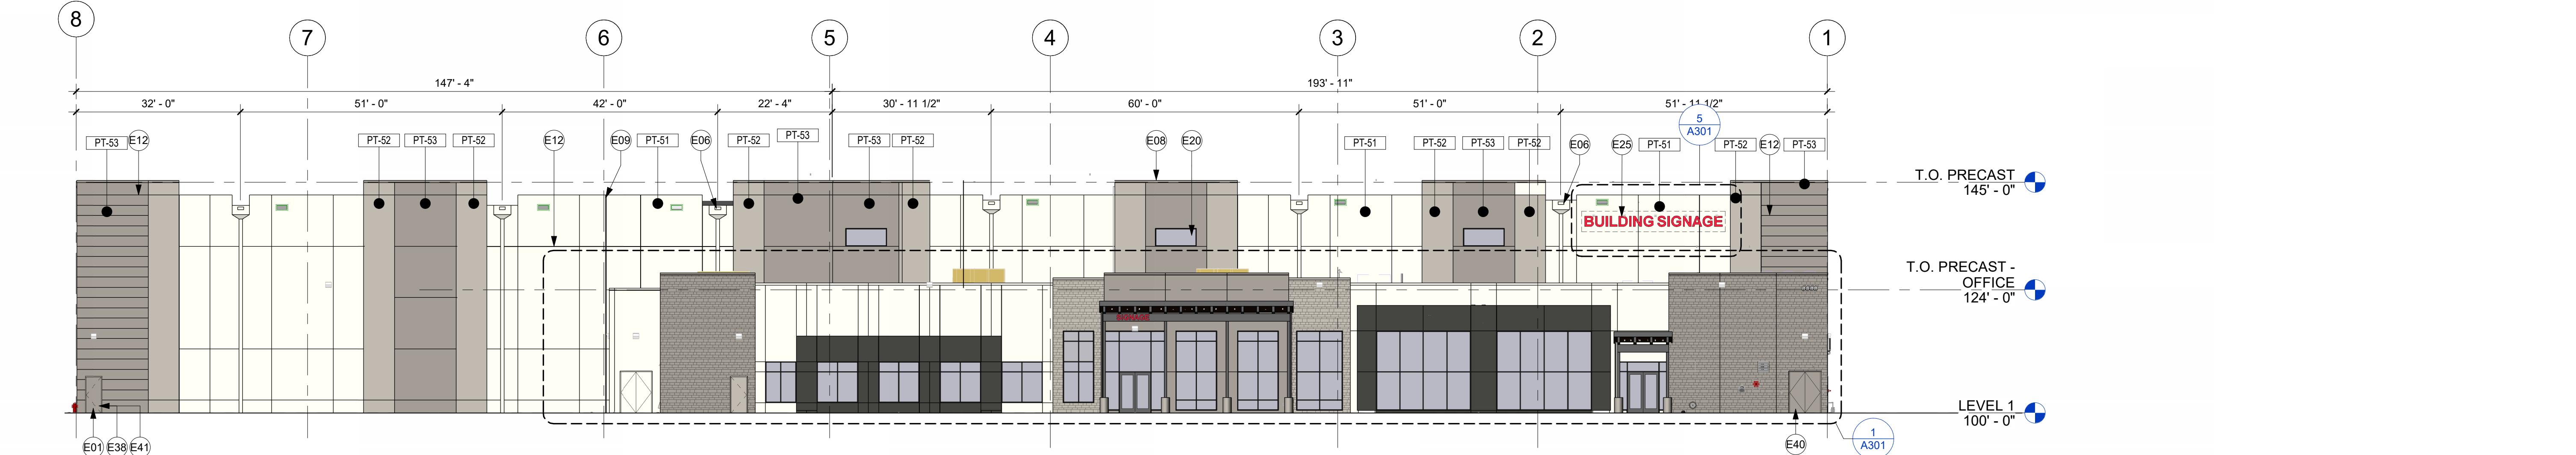 8
7
6
5
4
3
2
1
147' - 4"
193' - 11"
32' - 0"
51' - 0"
42' - 0"
22' - 4"
30' - 11 1/2"
60' - 0"
51' - 0"
51' - 11 1/2"
5
A301
PT-53
E12
PT-52
PT-53
PT-52
E12
E09
PT-51
E06
PT-52
PT-53
PT-53
PT-52
E08
E20
PT-51
PT-52
PT-53
PT-52
E06
E25
PT-51
PT-52
E12
PT-53
T.O. PRECAST
145' - 0"
BUILDING SIGNAGE
T.O. PRECAST -
OFFICE
124' - 0"
SIGNAGE
LEVEL 1
100' - 0"
E01
E38
E41
E40
1
A301